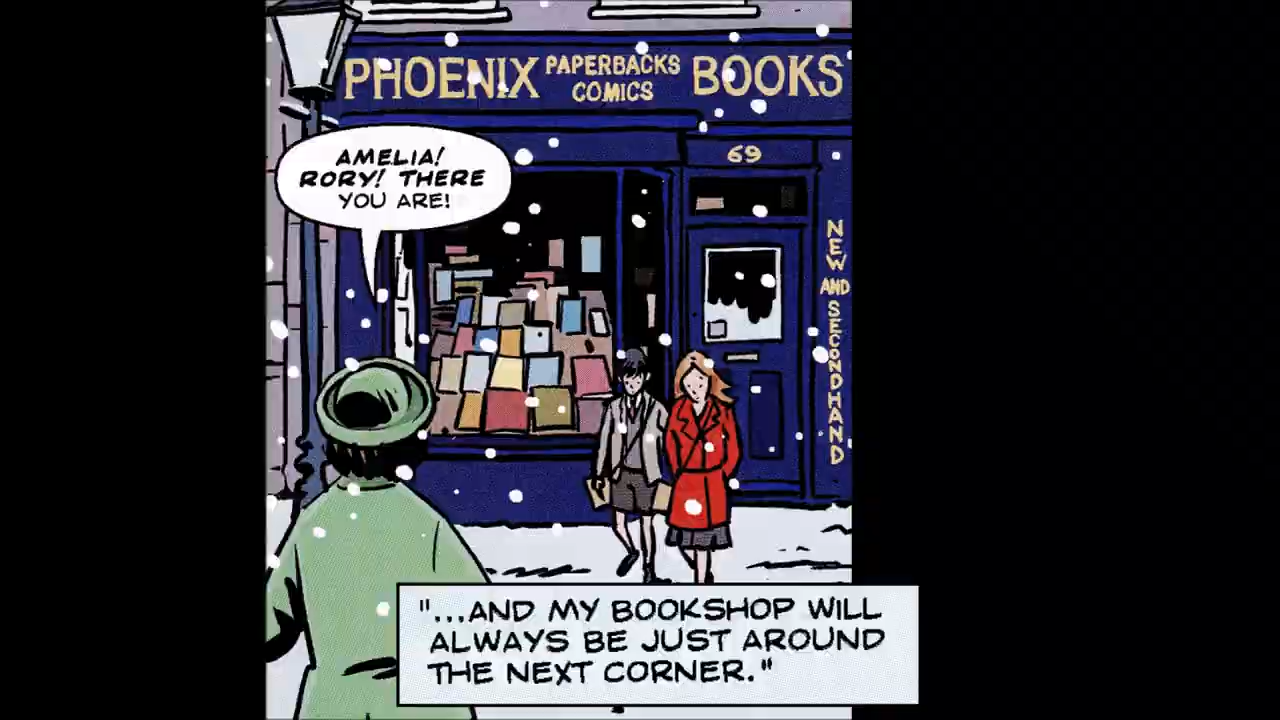 PHOENIX PAPERBACKS COMICS BOOKS
69
AMELIA!
RORY! THERE
YOU ARE!
NEW AND SECONDHAND
"...AND MY BOOKSHOP WILL
ALWAYS BE JUST AROUND
THE NEXT CORNER."